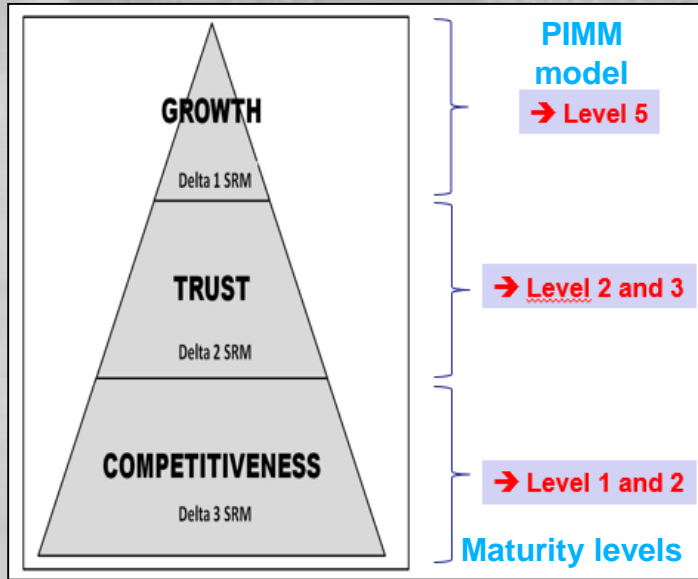 PIMM
model
GROWTH
➔ Level 5
Delta 1 SRM
TRUST
➔ Level 2 and 3
Delta 2 SRM
COMPETITIVENESS
➔ Level 1 and 2
Delta 3 SRM
Maturity levels